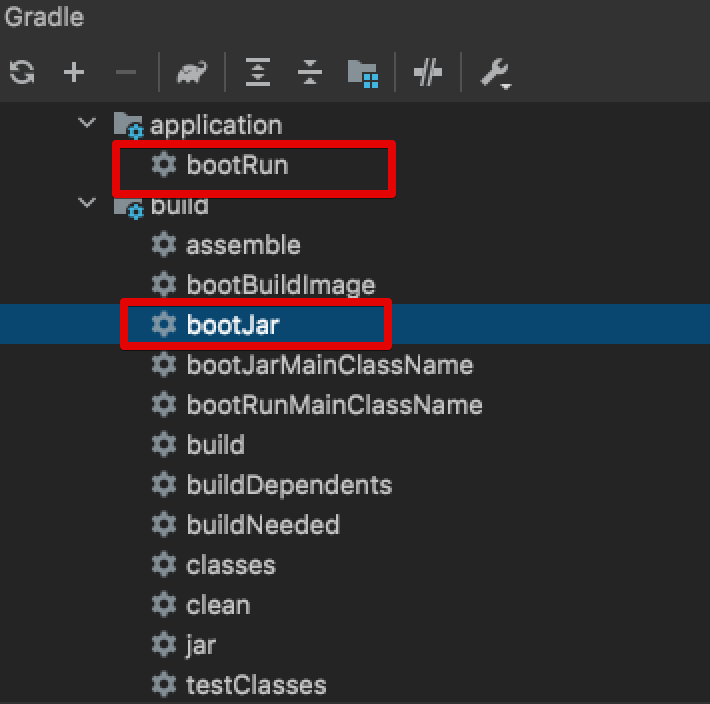 Gradle
application
bootRun
build
assemble
bootBuildImage
bootJar
bootJarMainClassName
bootRunMainClassName
build
buildDependents
buildNeeded
classes
clean
jar
testClasses